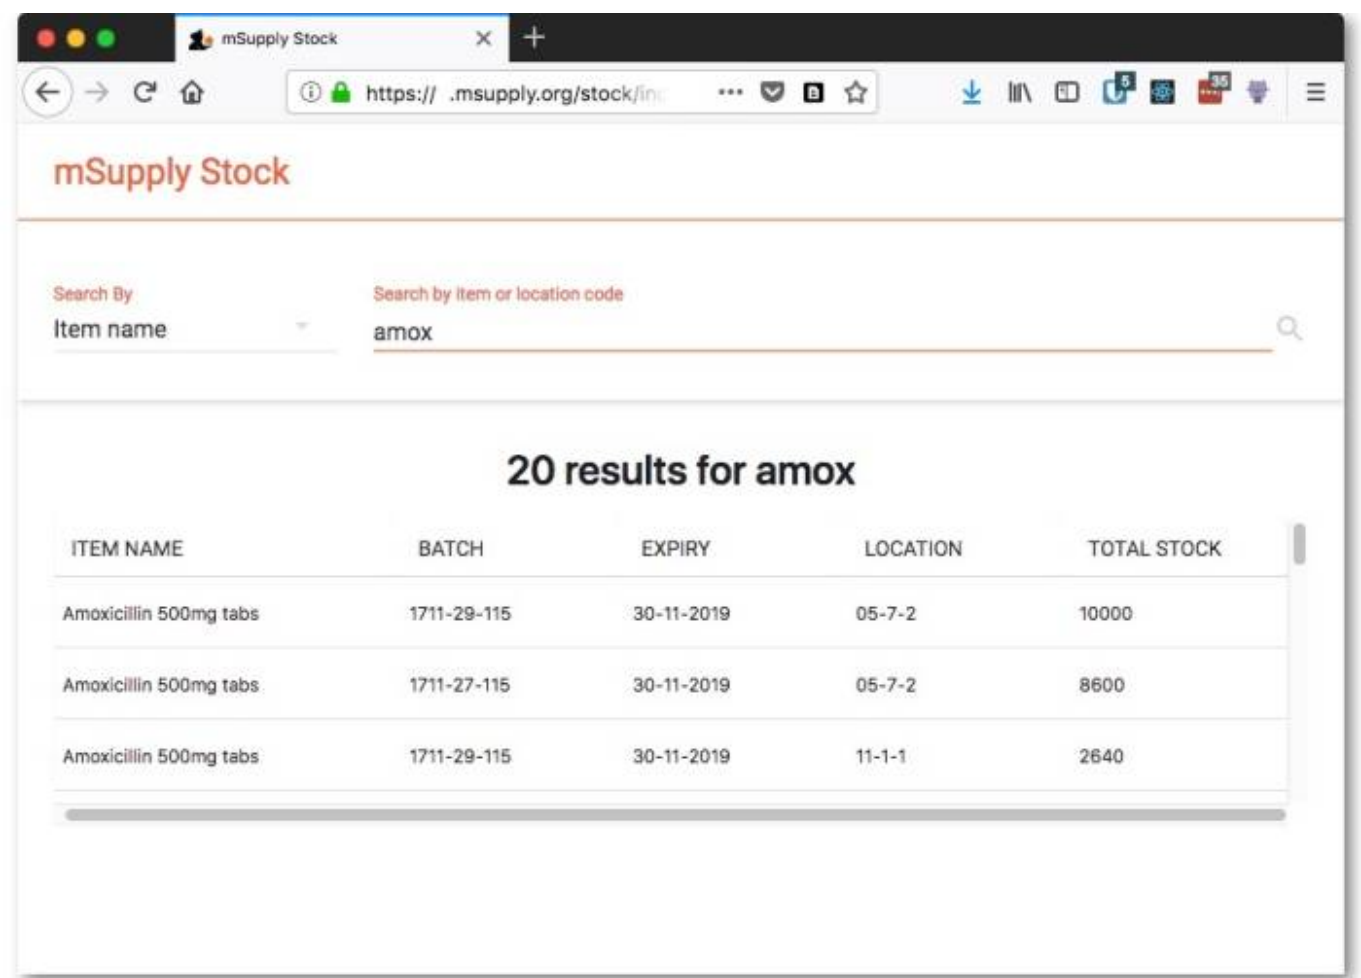 mSupply Stock
https:// .msupply.org/stock/in
5
35
mSupply Stock
Search By
Search by item or location code
Item name
amox
20 results for amox
ITEM NAME BATCH EXPIRY LOCATION TOTAL STOCK
Amoxicillin 500mg tabs 1711-29-115 30-11-2019 05-7-2 10000
Amoxicillin 500mg tabs 1711-27-115 30-11-2019 05-7-2 8600
Amoxicillin 500mg tabs 1711-29-115 30-11-2019 11-1-1 2640